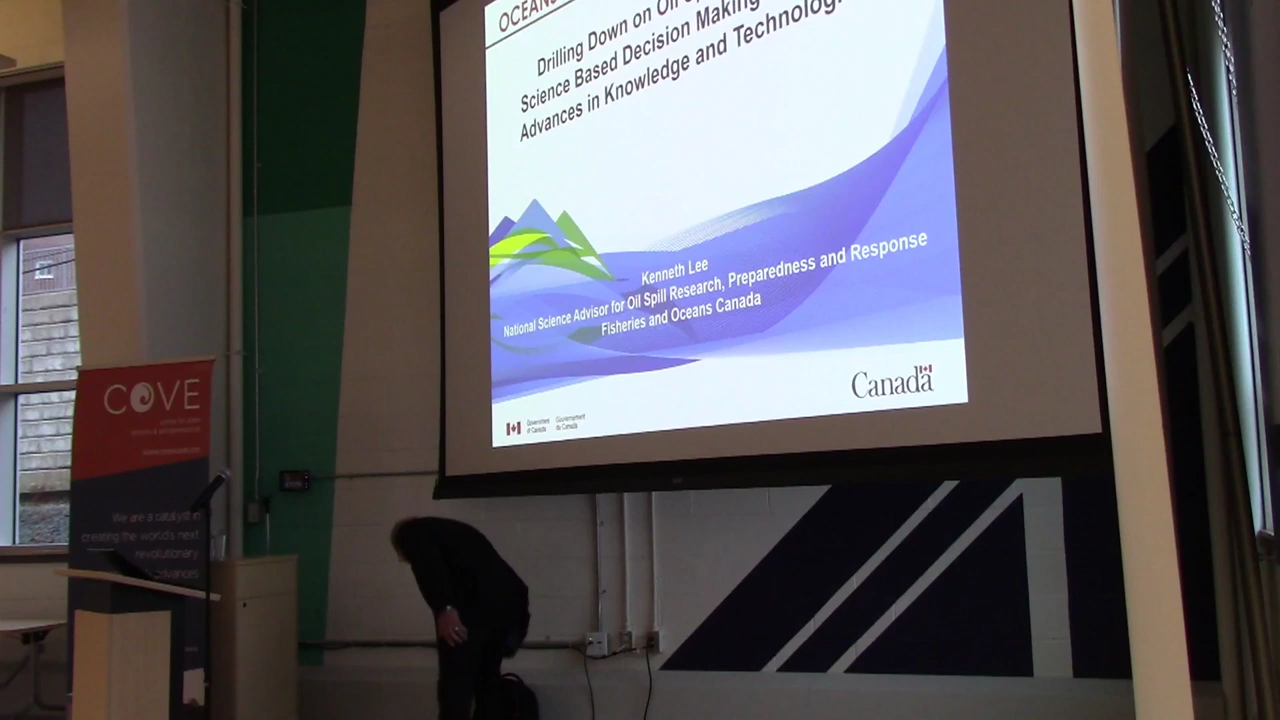 OCEANS
Drilling Down on Oil
Science Based Decision Making
Advances in Knowledge and Technolog
Kenneth Lee
National Science Advisor for Oil Spill Research, Preparedness and Response
Fisheries and Oceans Canada
Canada
Government of Canada
Gouvernement du Canada
COVE
We are a catalyst in
creating the world's next
revolutionary
advances